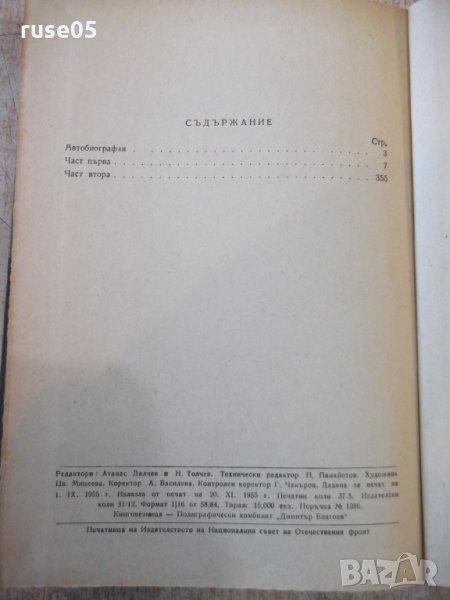 ruse05
СЪДЪРЖАНИЕ
Стр.
Автобиография . . . . . . . . . . . . . . . . . . . 3
Част първа . . . . . . . . . . . . . . . . . . . . 7
Част втора . . . . . . . . . . . . . . . . . . . . 355
Редактори: Атанас Далчев и Н. Толчев. Технически редактор Н. Панайотов. Художник
Цв. Мишкова. Коректор А. Василева. Контролен коректор Г. Чакъров. Дадена за печат на
1. IX. 1955 г. Излязла от печат на 20. XI. 1955 г. Печатни коли 37.5. Издателски
коли 31·12. Формат 1|16 от 58/84, Тираж 15,000 екз. Поръчка № 1386.
Книговезница — Полиграфически комбинат „Димитър Благоев“
Печатница на Издателството на Националния съвет на Отечествения фронт
BAZAR